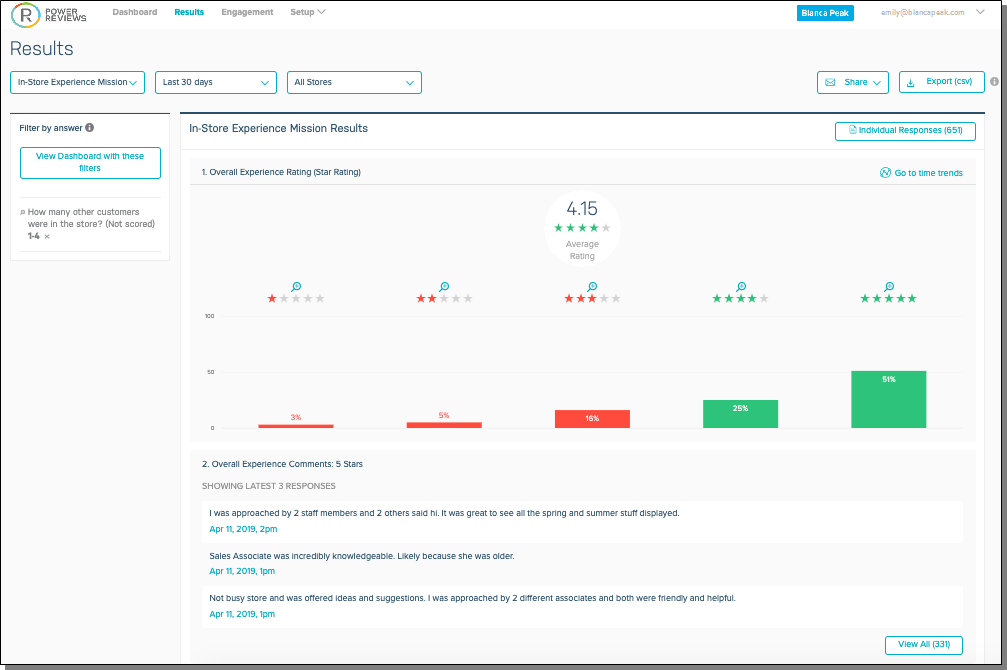 POWER
REVIEWS
Dashboard Results Engagement Setup
Blanca Peak emily@blancapeak.com
Results
In-Store Experience Mission Last 30 days All Stores
Share Export (csv)
Filter by answer
View Dashboard with these
filters
How many other customers
were in the store? (Not scored)
1-4 ×
In-Store Experience Mission Results
Individual Responses (651)
1. Overall Experience Rating (Star Rating)
Go to time trends
4.15
Average
Rating
100
50
0
3%
5%
16%
25%
51%
2. Overall Experience Comments: 5 Stars
SHOWING LATEST 3 RESPONSES
I was approached by 2 staff members and 2 others said hi. It was great to see all the spring and summer stuff displayed.
Apr 11, 2019, 2pm
Sales Associate was incredibly knowledgeable. Likely because she was older.
Apr 11, 2019, 1pm
Not busy store and was offered ideas and suggestions. I was approached by 2 different associates and both were friendly and helpful.
Apr 11, 2019, 1pm
View All (331)